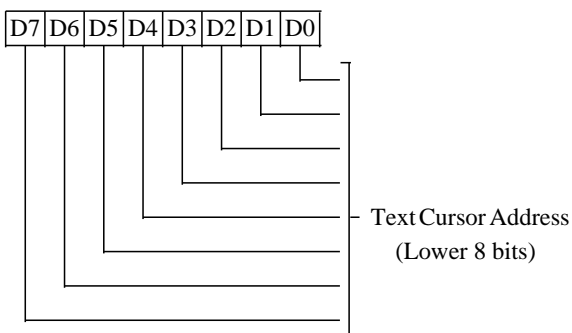 D7 D6 D5 D4 D3 D2 D1 D0
Text Cursor Address
(Lower 8 bits)